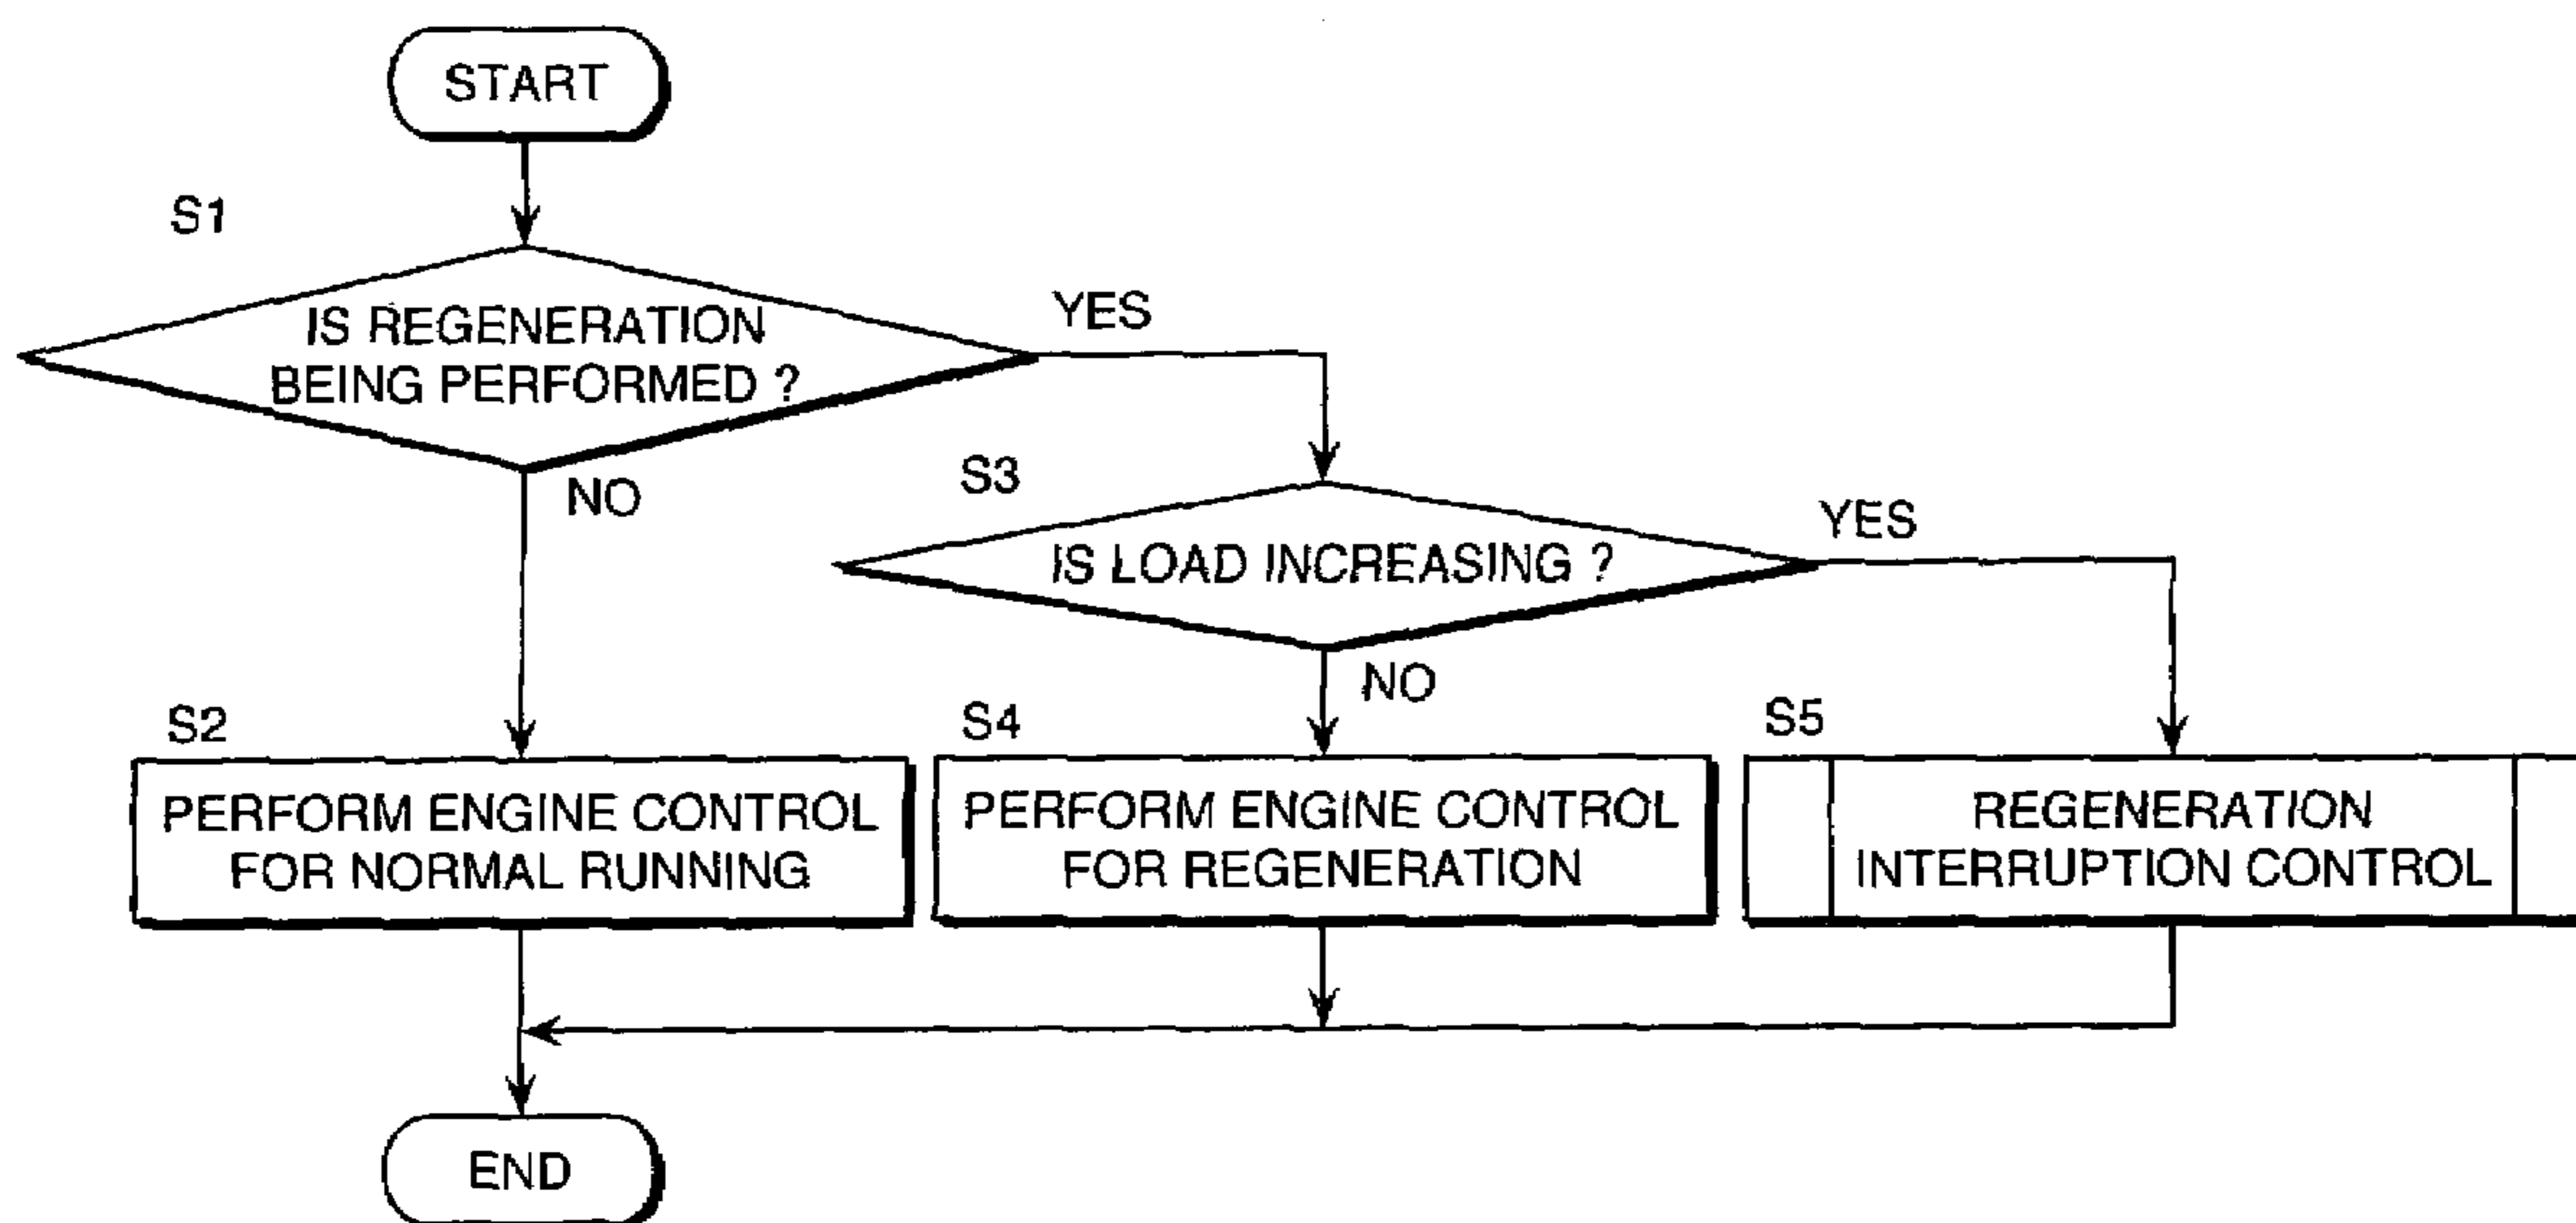 START
S1
IS REGENERATION
BEING PERFORMED ?
YES
NO
S3
IS LOAD INCREASING ?
YES
NO
S2
PERFORM ENGINE CONTROL
FOR NORMAL RUNNING
S4
PERFORM ENGINE CONTROL
FOR REGENERATION
S5
REGENERATION
INTERRUPTION CONTROL
END